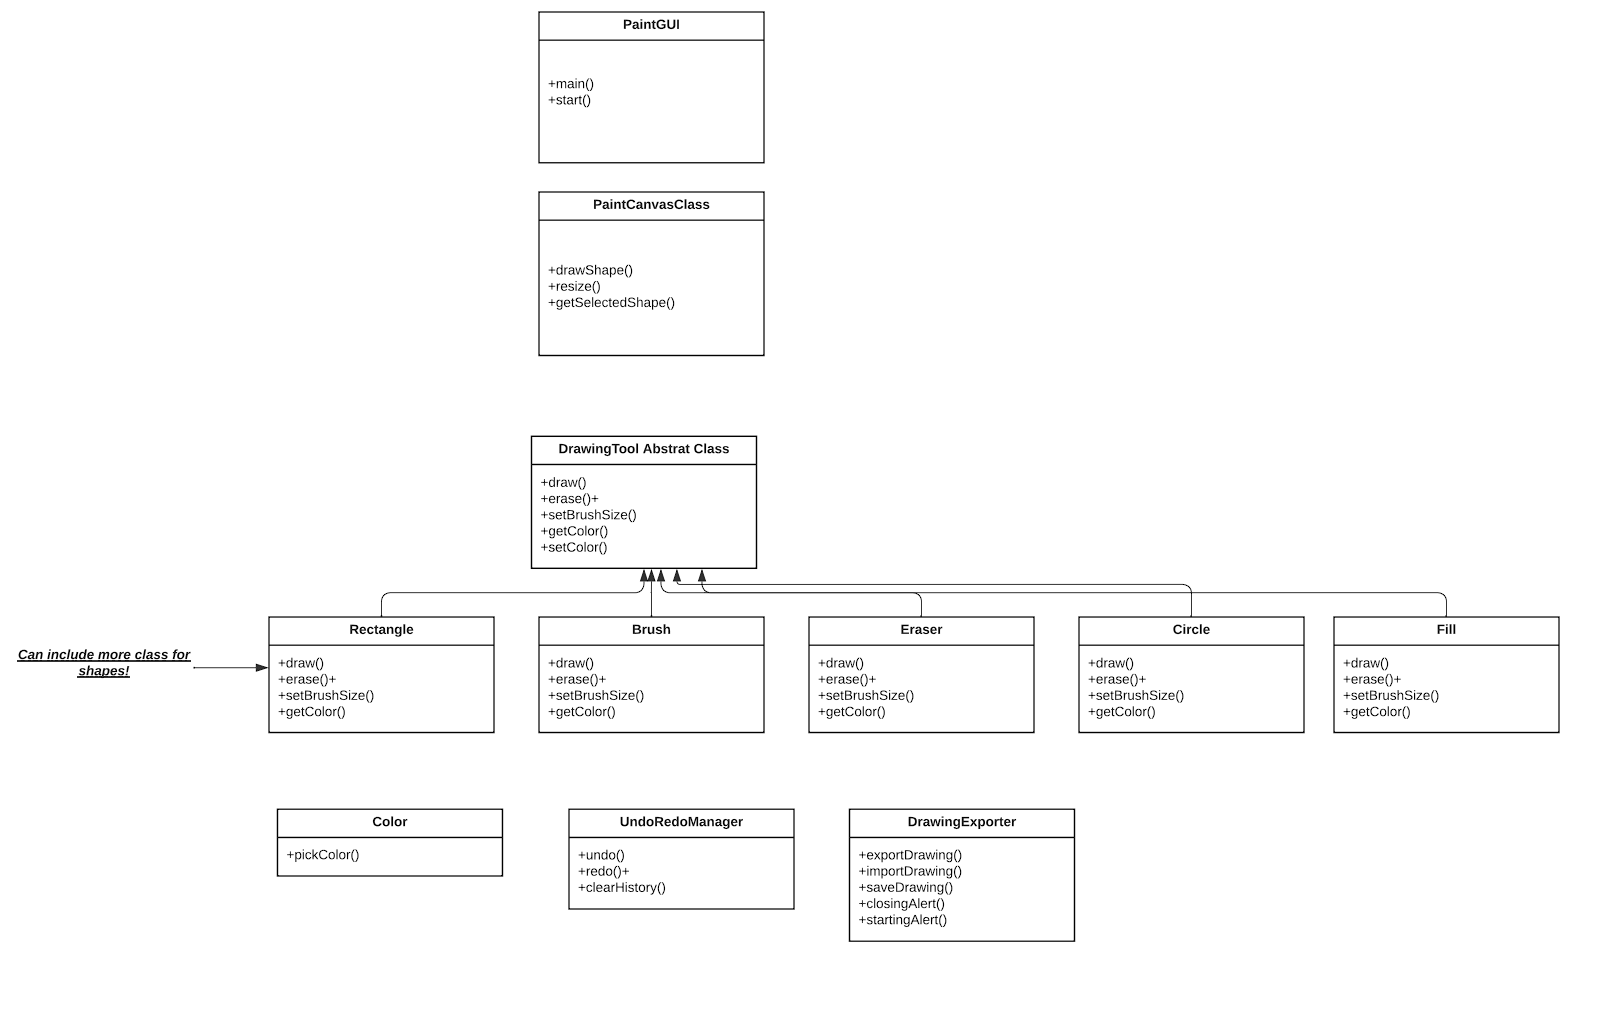 PaintGUI
+main()
+start()
PaintCanvasClass
+drawShape()
+resize()
+getSelectedShape()
DrawingTool Abstrat Class
+draw()
+erase()+
+setBrushSize()
+getColor()
+setColor()
Can include more class for
shapes!
Rectangle
+draw()
+erase()+
+setBrushSize()
+getColor()
Brush
+draw()
+erase()+
+setBrushSize()
+getColor()
Eraser
+draw()
+erase()+
+setBrushSize()
+getColor()
Circle
+draw()
+erase()+
+setBrushSize()
+getColor()
Fill
+draw()
+erase()+
+setBrushSize()
+getColor()
Color
+pickColor()
UndoRedoManager
+undo()
+redo()+
+clearHistory()
DrawingExporter
+exportDrawing()
+importDrawing()
+saveDrawing()
+closingAlert()
+startingAlert()